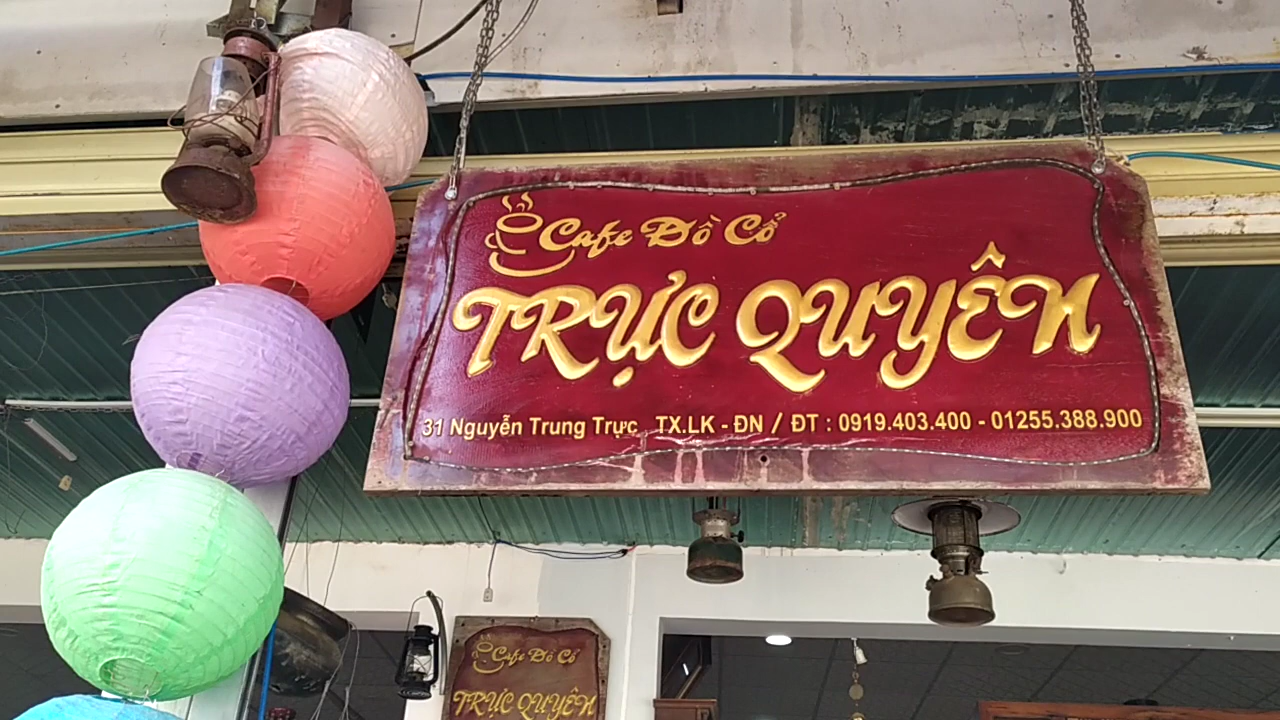 Cafe Đồ Cổ
TRỰC QUYÊN
31 Nguyễn Trung Trực TX.LK - ĐN / ĐT : 0919.403.400 - 01255.388.900
Cafe Đồ Cổ
TRỰC QUYÊN